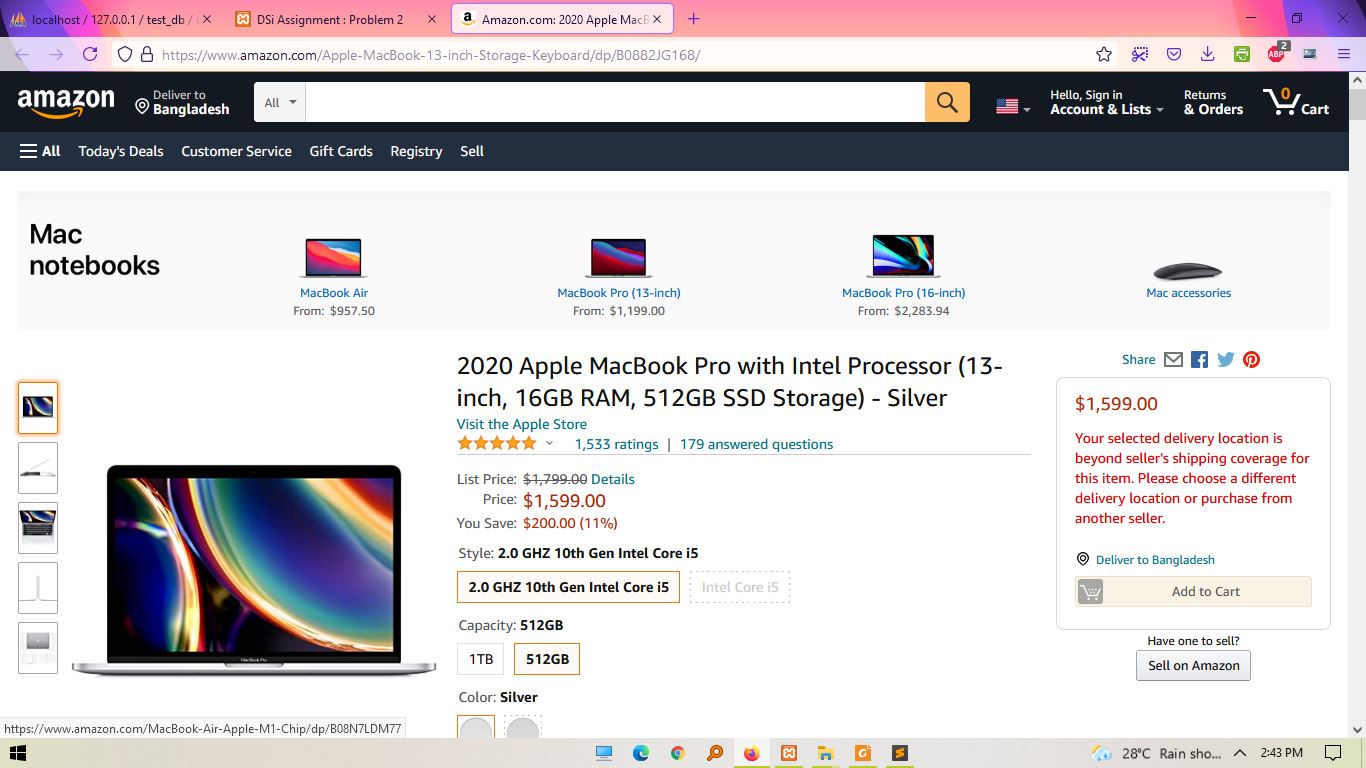 localhost / 127.0.0.1 / test_db /
DSi Assignment : Problem 2
Amazon.com: 2020 Apple MacB
https://www.amazon.com/Apple-MacBook-13-inch-Storage-Keyboard/dp/B0882JG168/
ABP 2
amazon
Deliver to
Bangladesh
All
Hello, Sign in
Account & Lists
Returns
& Orders
0
Cart
All Today's Deals Customer Service Gift Cards Registry Sell
Mac
notebooks
MacBook Air
From: $957.50
MacBook Pro (13-inch)
From: $1,199.00
MacBook Pro (16-inch)
From: $2,283.94
Mac accessories
2020 Apple MacBook Pro with Intel Processor (13-
inch, 16GB RAM, 512GB SSD Storage) - Silver
Visit the Apple Store
1,533 ratings | 179 answered questions
List Price: $1,799.00 Details
Price: $1,599.00
You Save: $200.00 (11%)
Style: 2.0 GHZ 10th Gen Intel Core i5
2.0 GHZ 10th Gen Intel Core i5
Intel Core i5
Capacity: 512GB
1TB
512GB
Color: Silver
MacBook Pro
Share
$1,599.00
Your selected delivery location is
beyond seller's shipping coverage for
this item. Please choose a different
delivery location or purchase from
another seller.
Deliver to Bangladesh
Add to Cart
Have one to sell?
Sell on Amazon
https://www.amazon.com/MacBook-Air-Apple-M1-Chip/dp/B08N7LDM77
28°C Rain sho...
2:43 PM